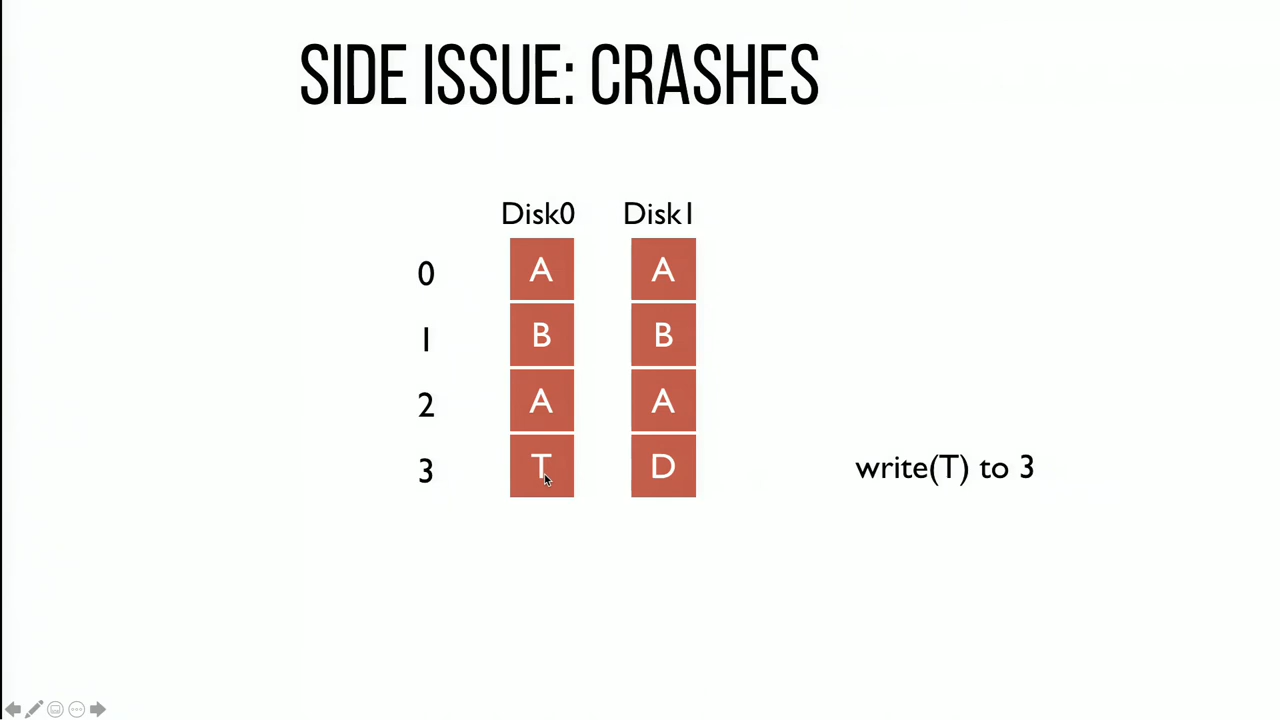 SIDE ISSUE: CRASHES
Disk0 Disk1
0 A A
1 B B
2 A A
3 T D write(T) to 3